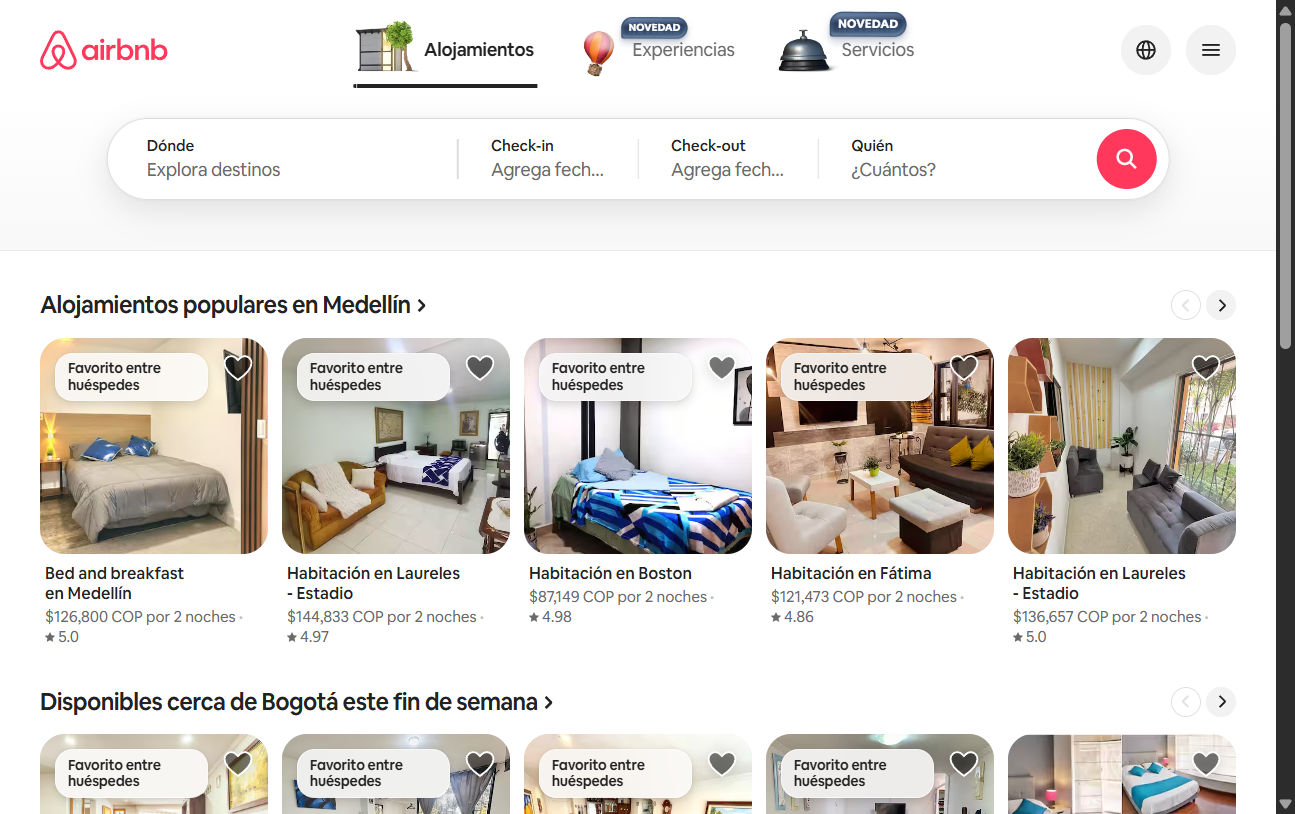 airbnb
Alojamientos
NOVEDAD
Experiencias
NOVEDAD
Servicios
Dónde
Explora destinos
Check-in
Agrega fech...
Check-out
Agrega fech...
Quién
¿Cuántos?
Alojamientos populares en Medellín
Favorito entre
huéspedes
Favorito entre
huéspedes
Favorito entre
huéspedes
Favorito entre
huéspedes
Bed and breakfast
en Medellín
$126,800 COP por 2 noches ·
★ 5.0
Habitación en Laureles
- Estadio
$144,833 COP por 2 noches ·
★ 4.97
Habitación en Boston
$87,149 COP por 2 noches ·
★ 4.98
Habitación en Fátima
$121,473 COP por 2 noches ·
★ 4.86
Habitación en Laureles
- Estadio
$136,657 COP por 2 noches ·
★ 5.0
Disponibles cerca de Bogotá este fin de semana
Favorito entre
huéspedes
Favorito entre
huéspedes
Favorito entre
huéspedes
Favorito entre
huéspedes